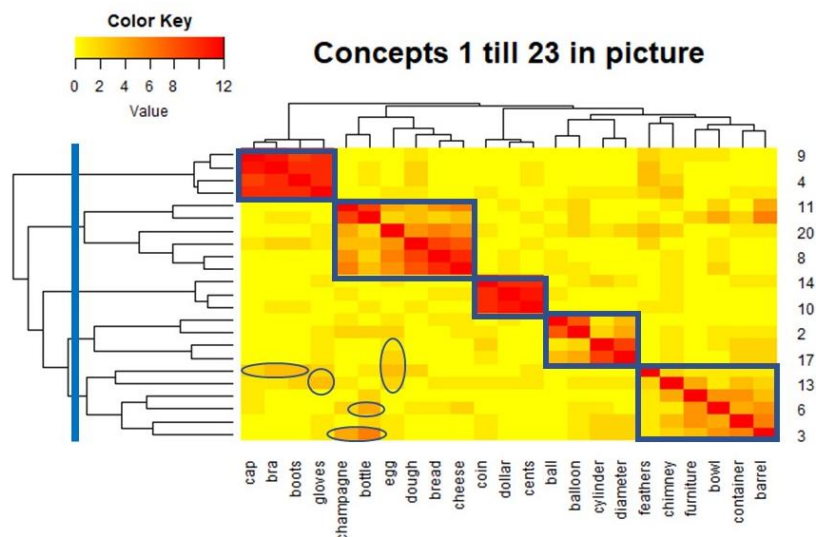 Color Key
0 2 4 6 8 12
Value
Concepts 1 till 23 in picture
9
4
11
20
8
14
10
2
17
13
6
3
cap bra boots gloves champagne bottle egg dough bread cheese coin dollar cents ball balloon cylinder diameter feathers chimney furniture bowl container barrel